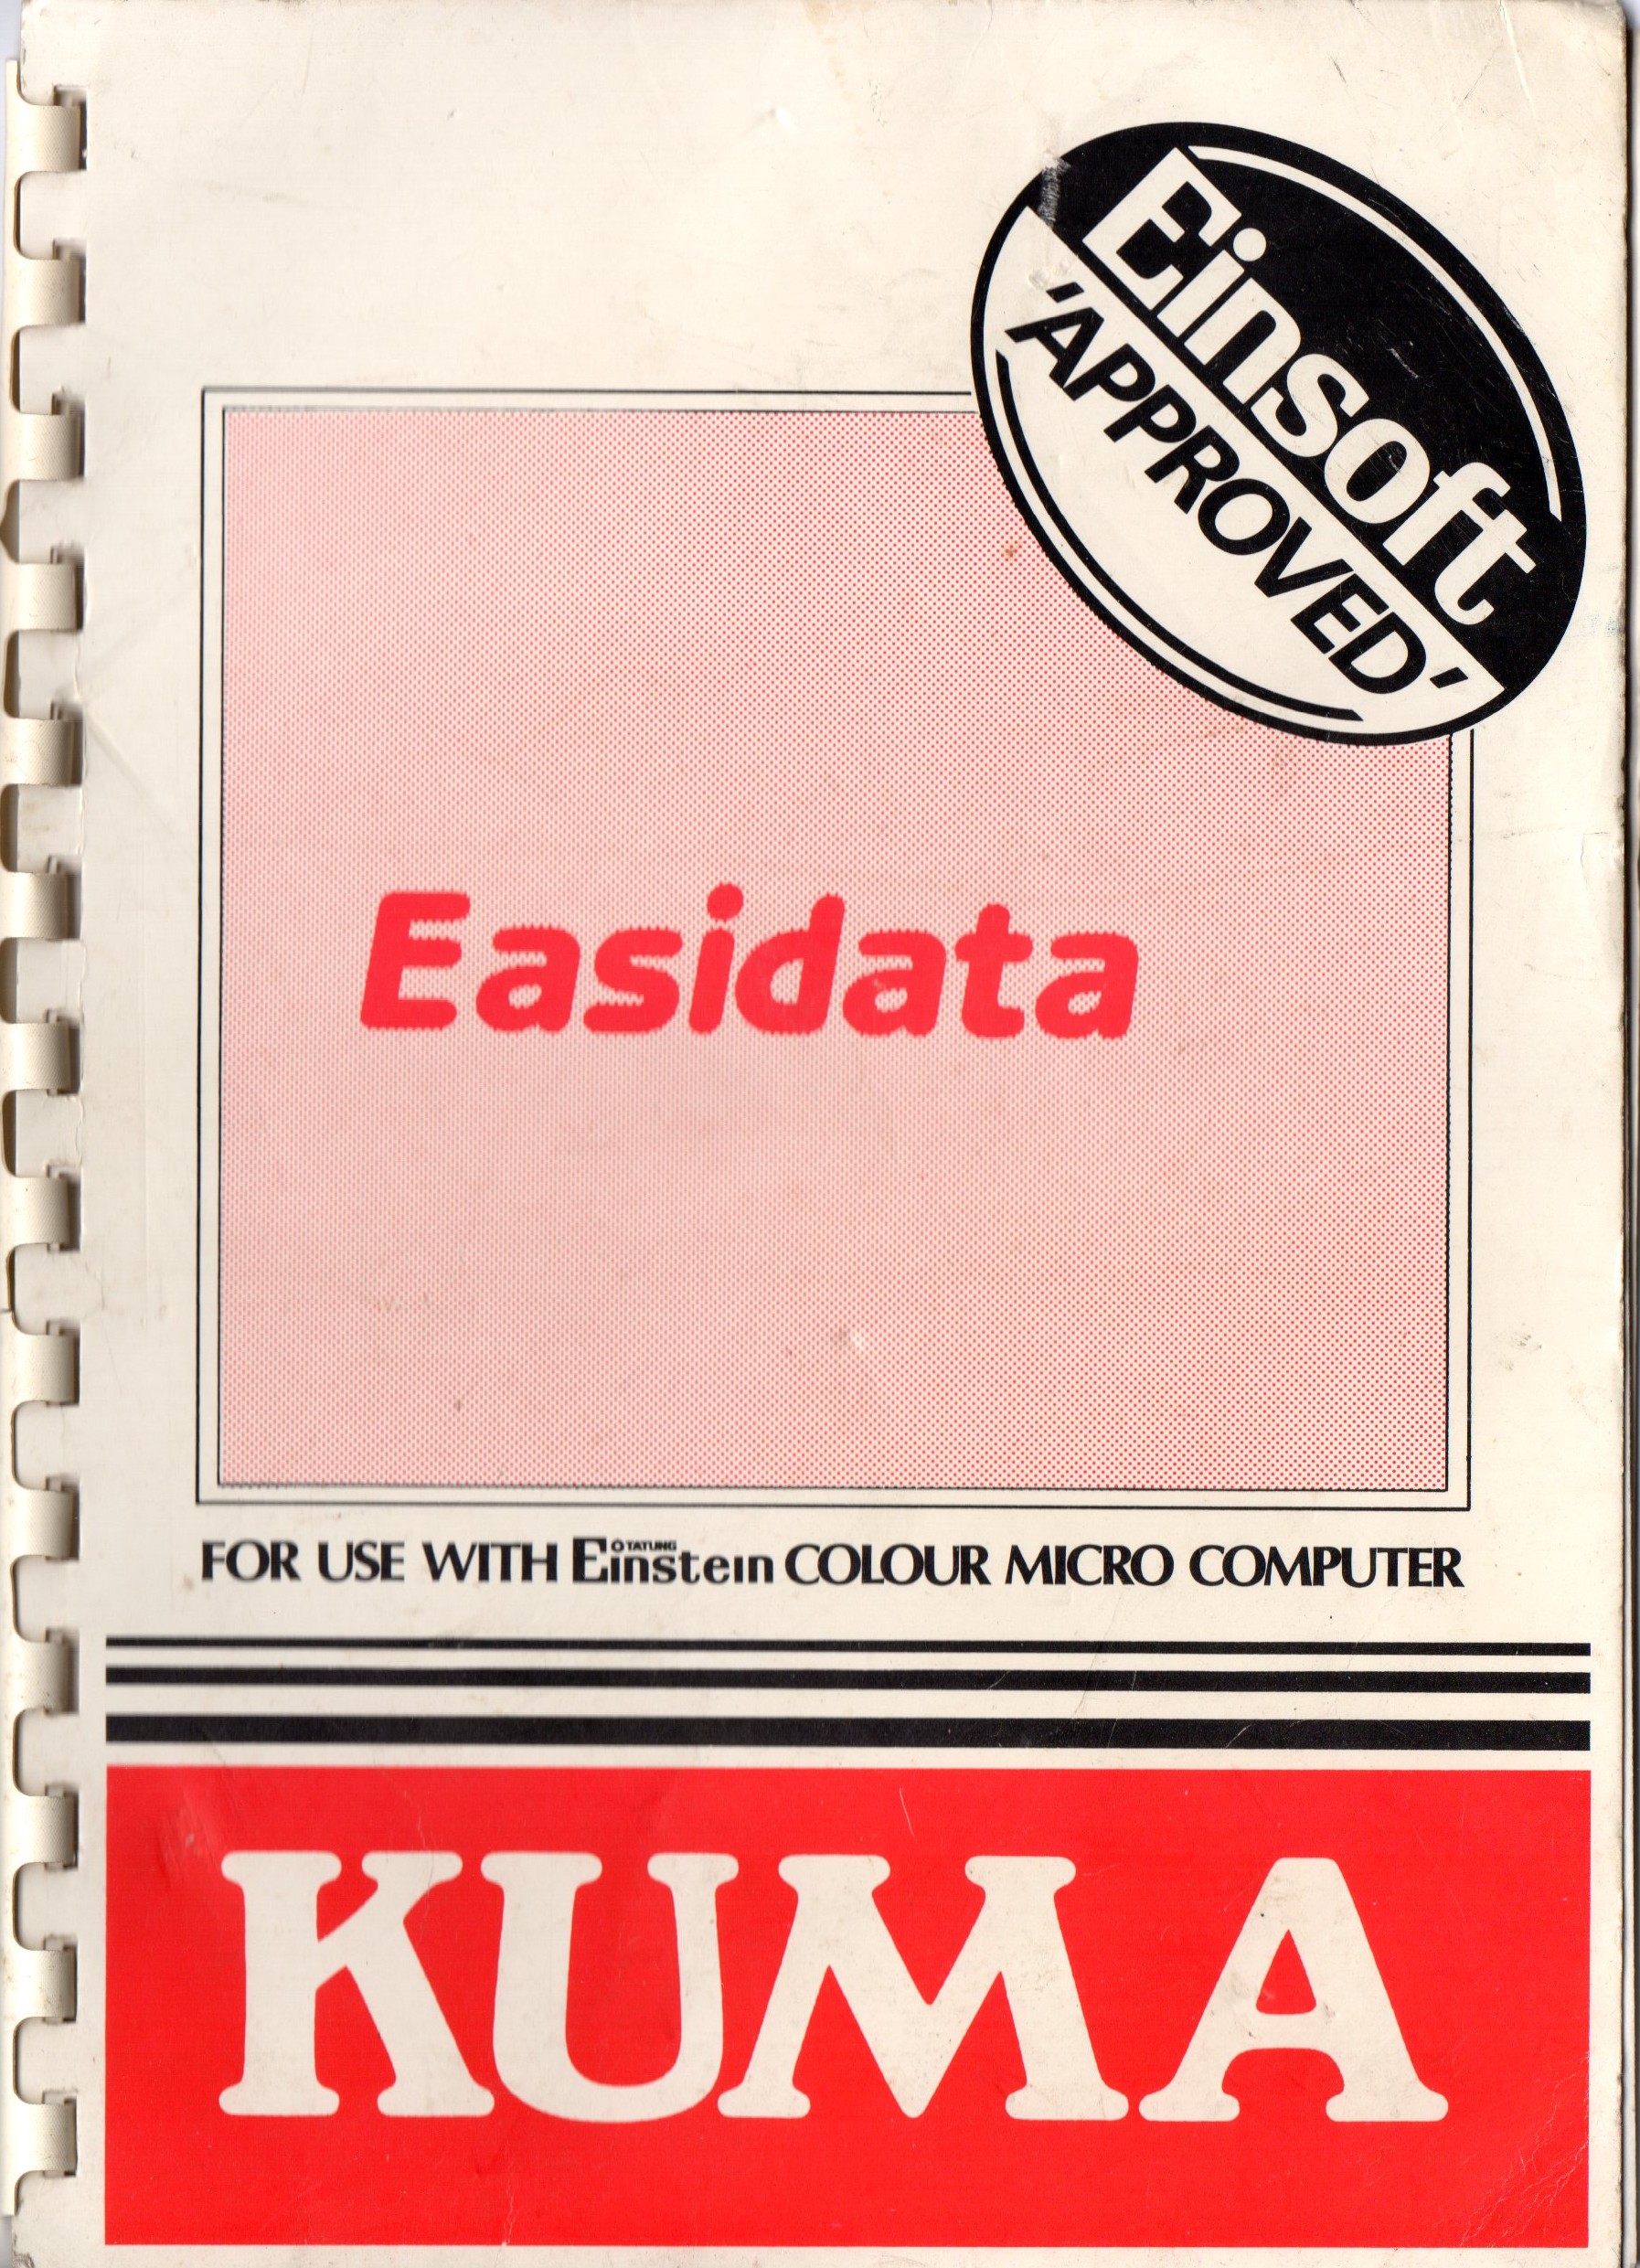 Einsoft
'APPROVED'
Easidata
FOR USE WITH TATUNG Einstein COLOUR MICRO COMPUTER
KUMA